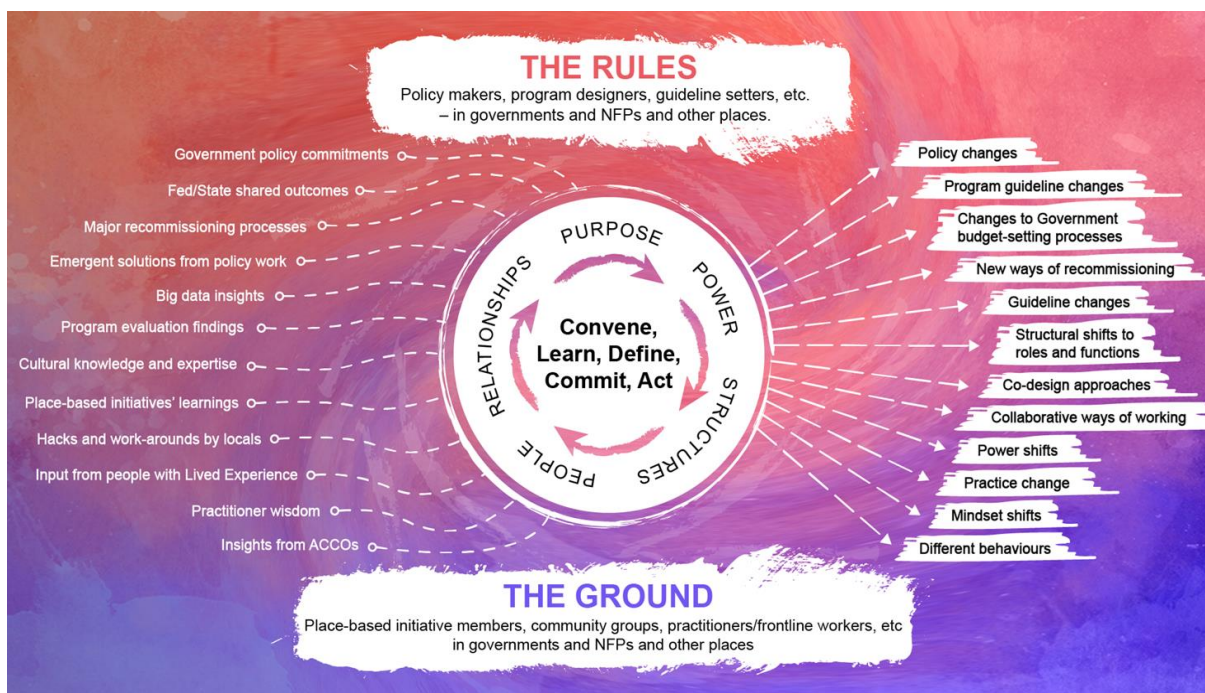 THE RULES
Policy makers, program designers, guideline setters, etc.
– in governments and NFPs and other places.
Government policy commitments
Fed/State shared outcomes
Major recommissioning processes
Emergent solutions from policy work
Big data insights
Program evaluation findings
Cultural knowledge and expertise
Place-based initiatives' learnings
Hacks and work-arounds by locals
Input from people with Lived Experience
Practitioner wisdom
Insights from ACCOs
PURPOSE
POWER
STRUCTURES
PEOPLE
RELATIONSHIPS
Convene,
Learn, Define,
Commit, Act
Policy changes
Program guideline changes
Changes to Government
budget-setting processes
New ways of recommissioning
Guideline changes
Structural shifts to
roles and functions
Co-design approaches
Collaborative ways of working
Power shifts
Practice change
Mindset shifts
Different behaviours
THE GROUND
Place-based initiative members, community groups, practitioners/frontline workers, etc
in governments and NFPs and other places